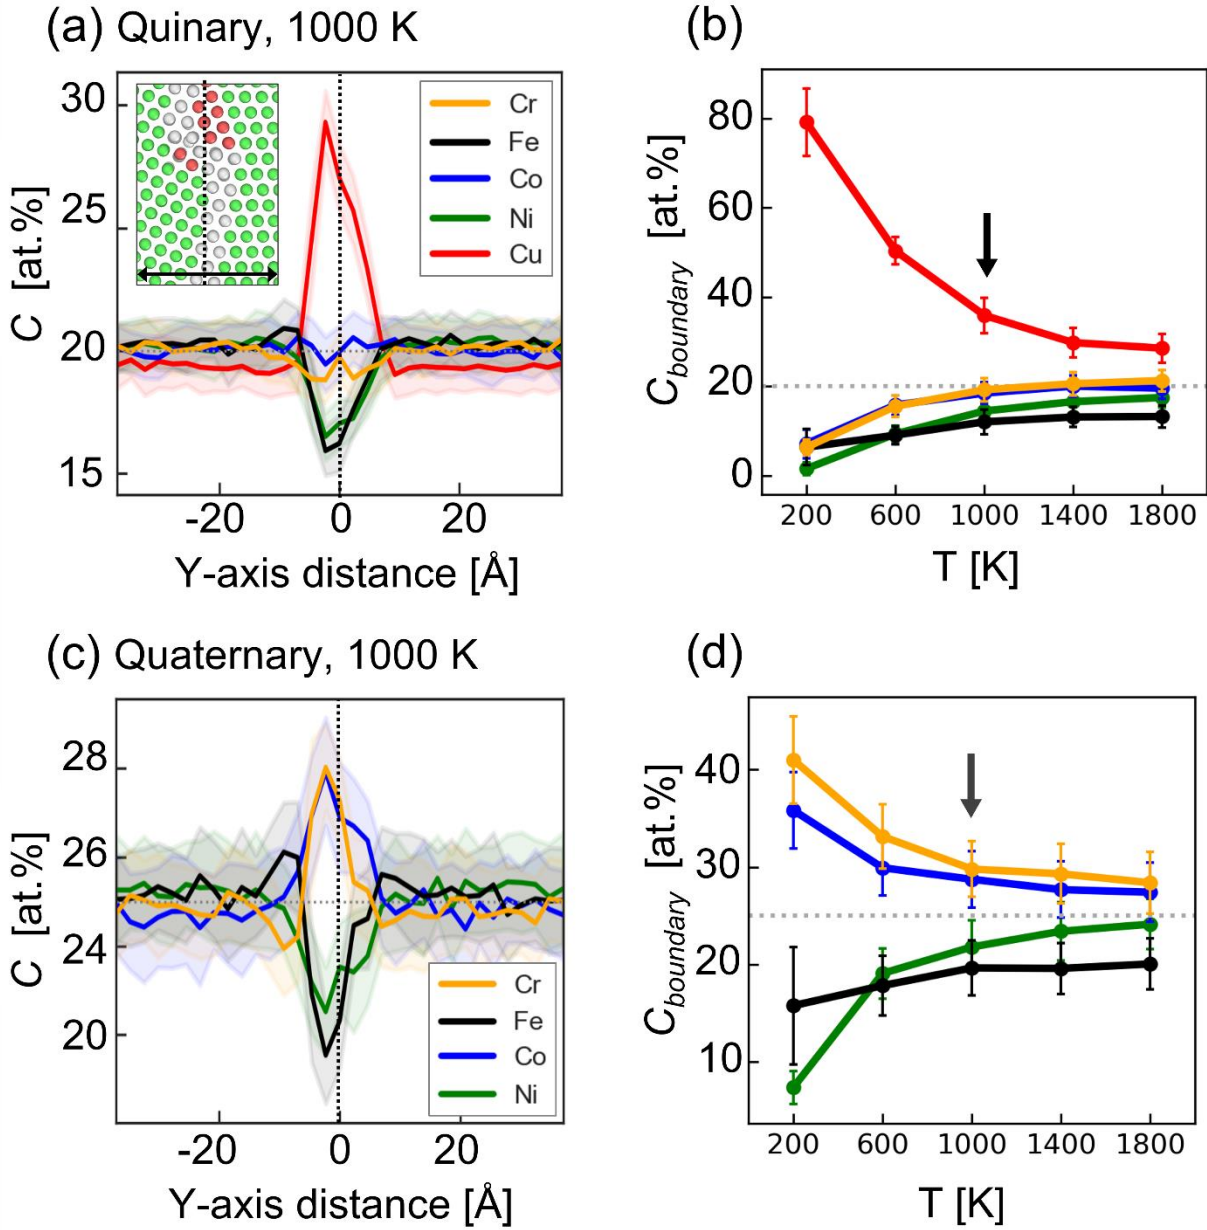 (a) Quinary, 1000 K
30
25
20
15
C [at.%]
Cr
Fe
Co
Ni
Cu
-20 0 20
Y-axis distance [Å]
(b)
80
60
40
20
0
C_boundary [at.%]
200 600 1000 1400 1800
T [K]
(c) Quaternary, 1000 K
28
26
24
20
C [at.%]
Cr
Fe
Co
Ni
-20 0 20
Y-axis distance [Å]
(d)
40
30
20
10
C_boundary [at.%]
200 600 1000 1400 1800
T [K]